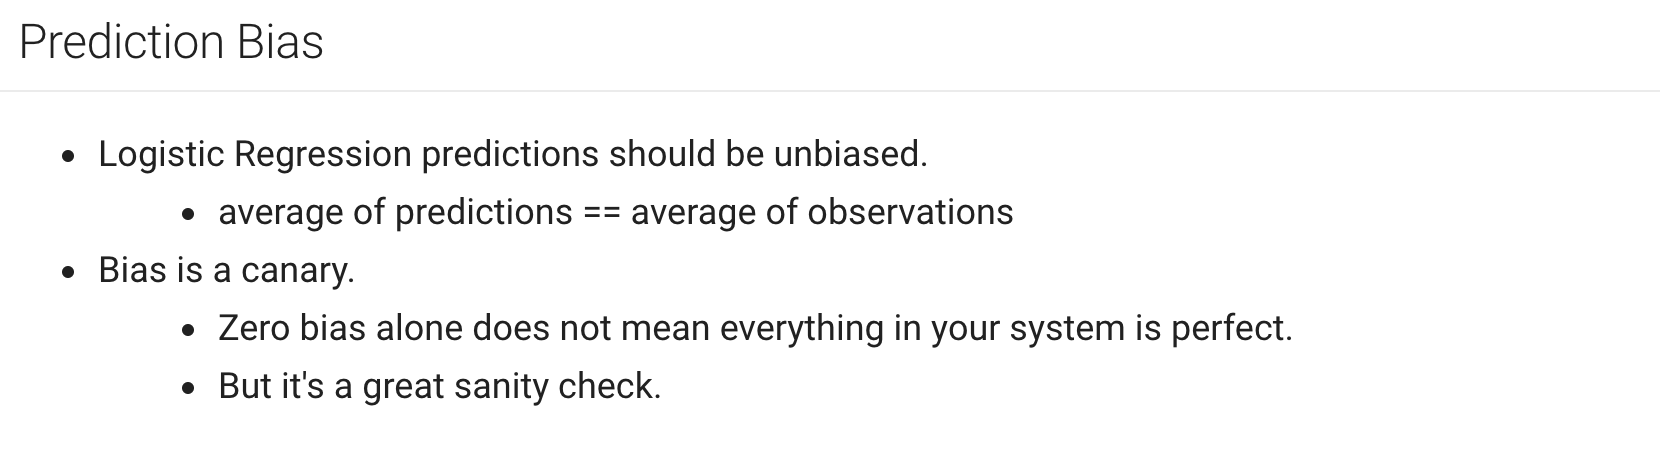 Prediction Bias
Logistic Regression predictions should be unbiased.
average of predictions == average of observations
Bias is a canary.
Zero bias alone does not mean everything in your system is perfect.
But it's a great sanity check.